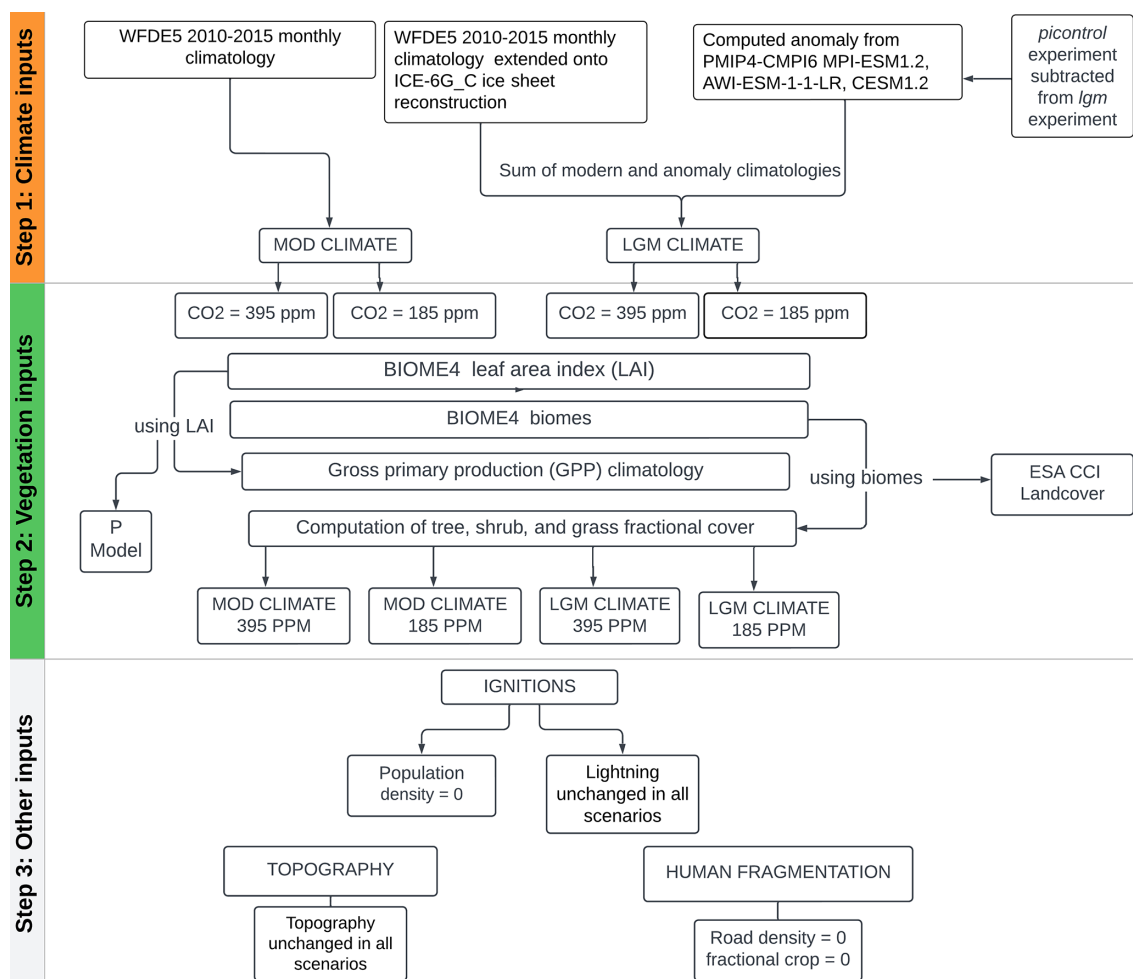 Step 1: Climate inputs
WFDE5 2010-2015 monthly
climatology
WFDE5 2010-2015 monthly
climatology  extended onto
ICE-6G_C ice sheet
reconstruction
Computed anomaly from
PMIP4-CMPI6 MPI-ESM1.2,
AWI-ESM-1-1-LR, CESM1.2
picontrol
experiment
subtracted
from lgm
experiment
Sum of modern and anomaly climatologies
MOD CLIMATE
LGM CLIMATE
Step 2: Vegetation inputs
CO2 = 395 ppm
CO2 = 185 ppm
CO2 = 395 ppm
CO2 = 185 ppm
BIOME4  leaf area index (LAI)
using LAI
BIOME4  biomes
Gross primary production (GPP) climatology
using biomes
ESA CCI
Landcover
P
Model
Computation of tree, shrub, and grass fractional cover
MOD CLIMATE
395 PPM
MOD CLIMATE
185 PPM
LGM CLIMATE
395 PPM
LGM CLIMATE
185 PPM
Step 3: Other inputs
IGNITIONS
Population
density = 0
Lightning
unchanged in all
scenarios
TOPOGRAPHY
Topography
unchanged in all
scenarios
HUMAN FRAGMENTATION
Road density = 0
fractional crop = 0